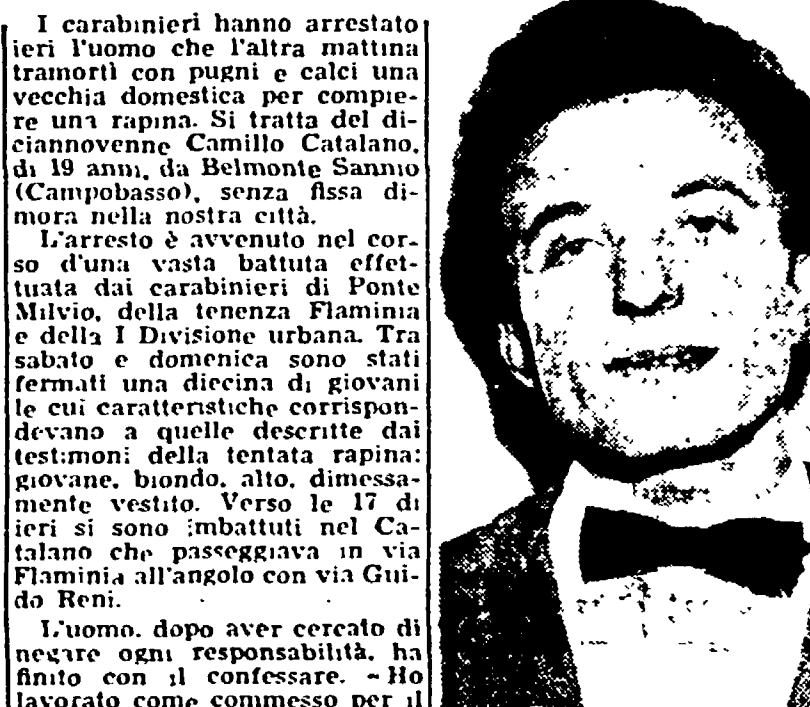 I carabinieri hanno arrestato
ieri l'uomo che l'altra mattina
tramortì con pugni e calci una
vecchia domestica per compie-
re una rapina. Si tratta del di-
ciannovenne Camillo Catalano,
di 19 anni, da Belmonte Sannio
(Campobasso), senza fissa di-
mora nella nostra città.
L'arresto è avvenuto nel cor-
so d'una vasta battuta effet-
tuata dai carabinieri di Ponte
Milvio, della tenenza Flaminia
e della I Divisione urbana. Tra
sabato e domenica sono stati
fermati una diecina di giovani
le cui caratteristiche corrispon-
devano a quelle descritte dai
testimoni della tentata rapina:
giovane, biondo, alto, dimessa-
mente vestito. Verso le 17 di
ieri si sono imbattuti nel Ca-
talano che passeggiava in via
Flaminia all'angolo con via Gui-
do Reni.
L'uomo, dopo aver cercato di
negare ogni responsabilità, ha
finito con il confessare. - Ho
lavorato come commesso per il